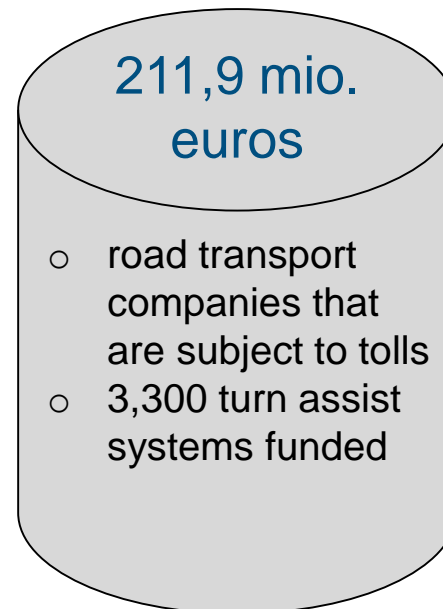 211,9 mio.
euros
○ road transport
companies that
are subject to tolls
○ 3,300 turn assist
systems funded